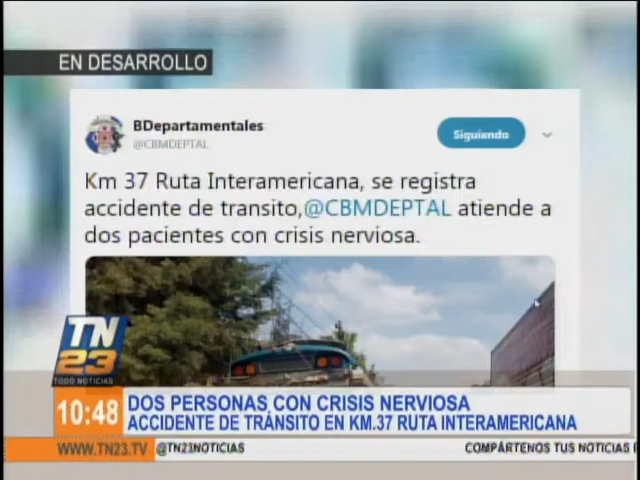 EN DESARROLLO
BDepartamentales
@CBMDEPTAL
Siguiendo
Km 37 Ruta Interamericana, se registra
accidente de transito,@CBMDEPTAL atiende a
dos pacientes con crisis nerviosa.
TN
23
TODO NOTICIAS
10:48
DOS PERSONAS CON CRISIS NERVIOSA
ACCIDENTE DE TRÁNSITO EN KM.37 RUTA INTERAMERICANA
WWW.TN23.TV
@TN23NOTICIAS
COMPÁRTENOS TUS NOTICIAS